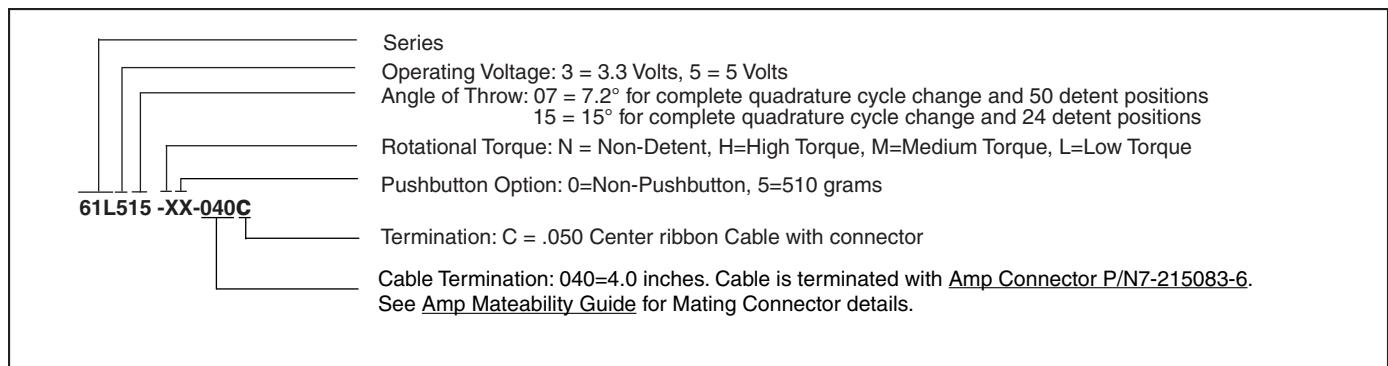 Series
Operating Voltage: 3 = 3.3 Volts, 5 = 5 Volts
Angle of Throw: 07 = 7.2° for complete quadrature cycle change and 50 detent positions
15 = 15° for complete quadrature cycle change and 24 detent positions
Rotational Torque: N = Non-Detent, H=High Torque, M=Medium Torque, L=Low Torque
Pushbutton Option: 0=Non-Pushbutton, 5=510 grams
61L515 -XX-040C
Termination: C = .050 Center ribbon Cable with connector
Cable Termination: 040=4.0 inches. Cable is terminated with Amp Connector P/N7-215083-6.
See Amp Mateability Guide for Mating Connector details.